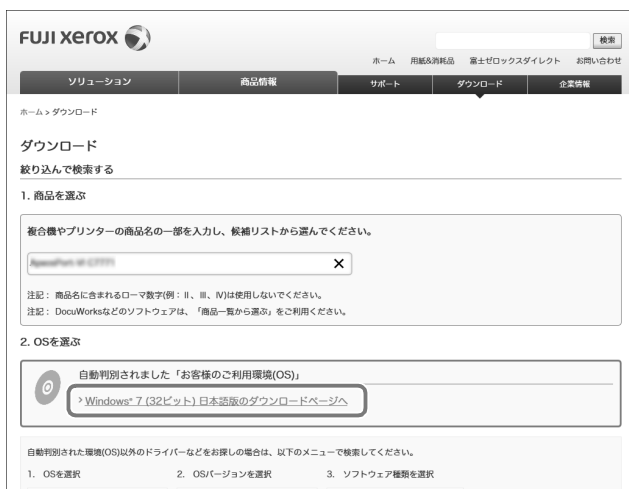 FUJI xerox
検索
ホーム 用紙&消耗品 富士ゼロックスダイレクト お問い合わせ
ソリューション 商品情報 サポート ダウンロード 企業情報
ホーム > ダウンロード
ダウンロード
絞り込んで検索する
1. 商品を選ぶ
複合機やプリンターの商品名の一部を入力し、候補リストから選んでください。
×
注記： 商品名に含まれるローマ数字(例：Ⅱ、Ⅲ、Ⅳ)は使用しないでください。
注記： DocuWorksなどのソフトウェアは、「商品一覧から選ぶ」をご利用ください。
2. OSを選ぶ
自動判別されました「お客様のご利用環境(OS)」
> Windows® 7 (32ビット) 日本語版のダウンロードページへ
自動判別された環境(OS)以外のドライバーなどをお探しの場合は、以下のメニューで検索してください。
1. OSを選択 2. OSバージョンを選択 3. ソフトウェア種類を選択